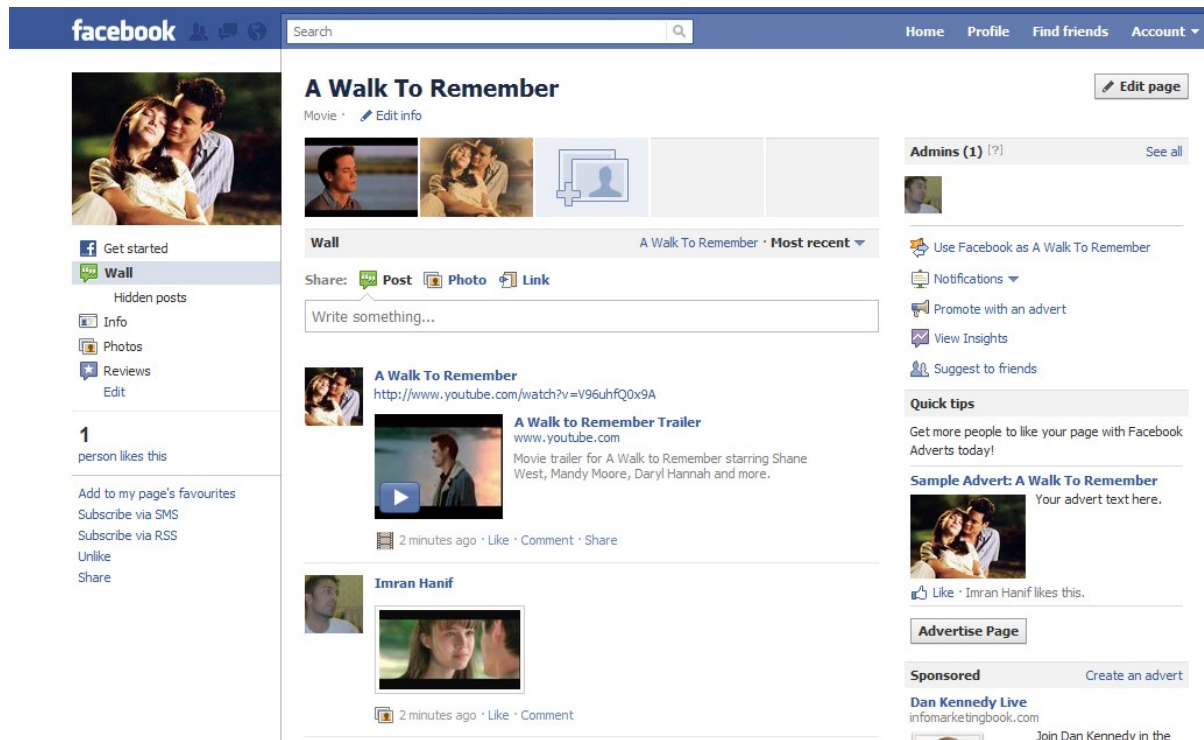 facebook
Search
Home Profile Find friends Account
A Walk To Remember
Edit page
Movie · Edit info
Get started
Wall
Hidden posts
Info
Photos
Reviews
Edit
1
person likes this
Add to my page's favourites
Subscribe via SMS
Subscribe via RSS
Unlike
Share
Wall A Walk To Remember · Most recent
Share: Post Photo Link
Write something...
A Walk To Remember
http://www.youtube.com/watch?v=V96uhfQ0x9A
A Walk to Remember Trailer
www.youtube.com
Movie trailer for A Walk to Remember starring Shane
West, Mandy Moore, Daryl Hannah and more.
2 minutes ago · Like · Comment · Share
Imran Hanif
2 minutes ago · Like · Comment
Admins (1) [?] See all
Use Facebook as A Walk To Remember
Notifications
Promote with an advert
View Insights
Suggest to friends
Quick tips
Get more people to like your page with Facebook
Adverts today!
Sample Advert: A Walk To Remember
Your advert text here.
Like · Imran Hanif likes this.
Advertise Page
Sponsored Create an advert
Dan Kennedy Live
infomarketingbook.com
Join Dan Kennedy in the